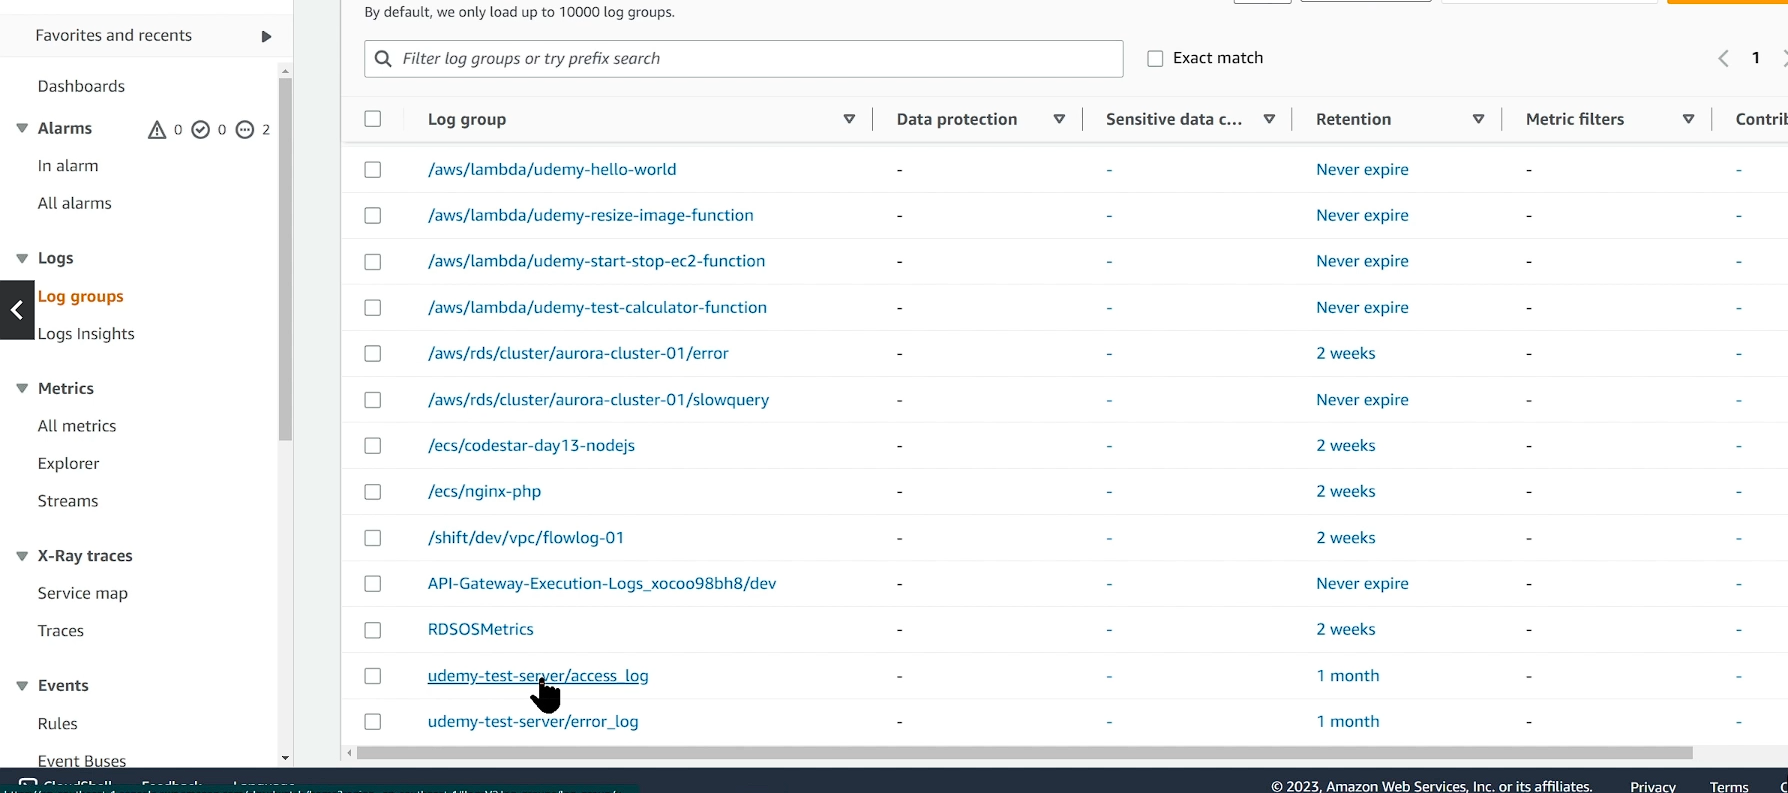 By default, we only load up to 10000 log groups.
Favorites and recents
Filter log groups or try prefix search
Exact match
1
Dashboards
Alarms 0 0 2
In alarm
All alarms
Logs
Log groups
Logs Insights
Metrics
All metrics
Explorer
Streams
X-Ray traces
Service map
Traces
Events
Rules
Event Buses
Log group Data protection Sensitive data c... Retention Metric filters
/aws/lambda/udemy-hello-world - - Never expire - -
/aws/lambda/udemy-resize-image-function - - Never expire - -
/aws/lambda/udemy-start-stop-ec2-function - - Never expire - -
/aws/lambda/udemy-test-calculator-function - - Never expire - -
/aws/rds/cluster/aurora-cluster-01/error - - 2 weeks - -
/aws/rds/cluster/aurora-cluster-01/slowquery - - Never expire - -
/ecs/codestar-day13-nodejs - - 2 weeks - -
/ecs/nginx-php - - 2 weeks - -
/shift/dev/vpc/flowlog-01 - - 2 weeks - -
API-Gateway-Execution-Logs_xocoo98bh8/dev - - Never expire - -
RDSOSMetrics - - 2 weeks - -
udemy-test-server/access_log - - 1 month - -
udemy-test-server/error_log - - 1 month - -
CloudShell Feedback Language
© 2023, Amazon Web Services, Inc. or its affiliates. Privacy Terms